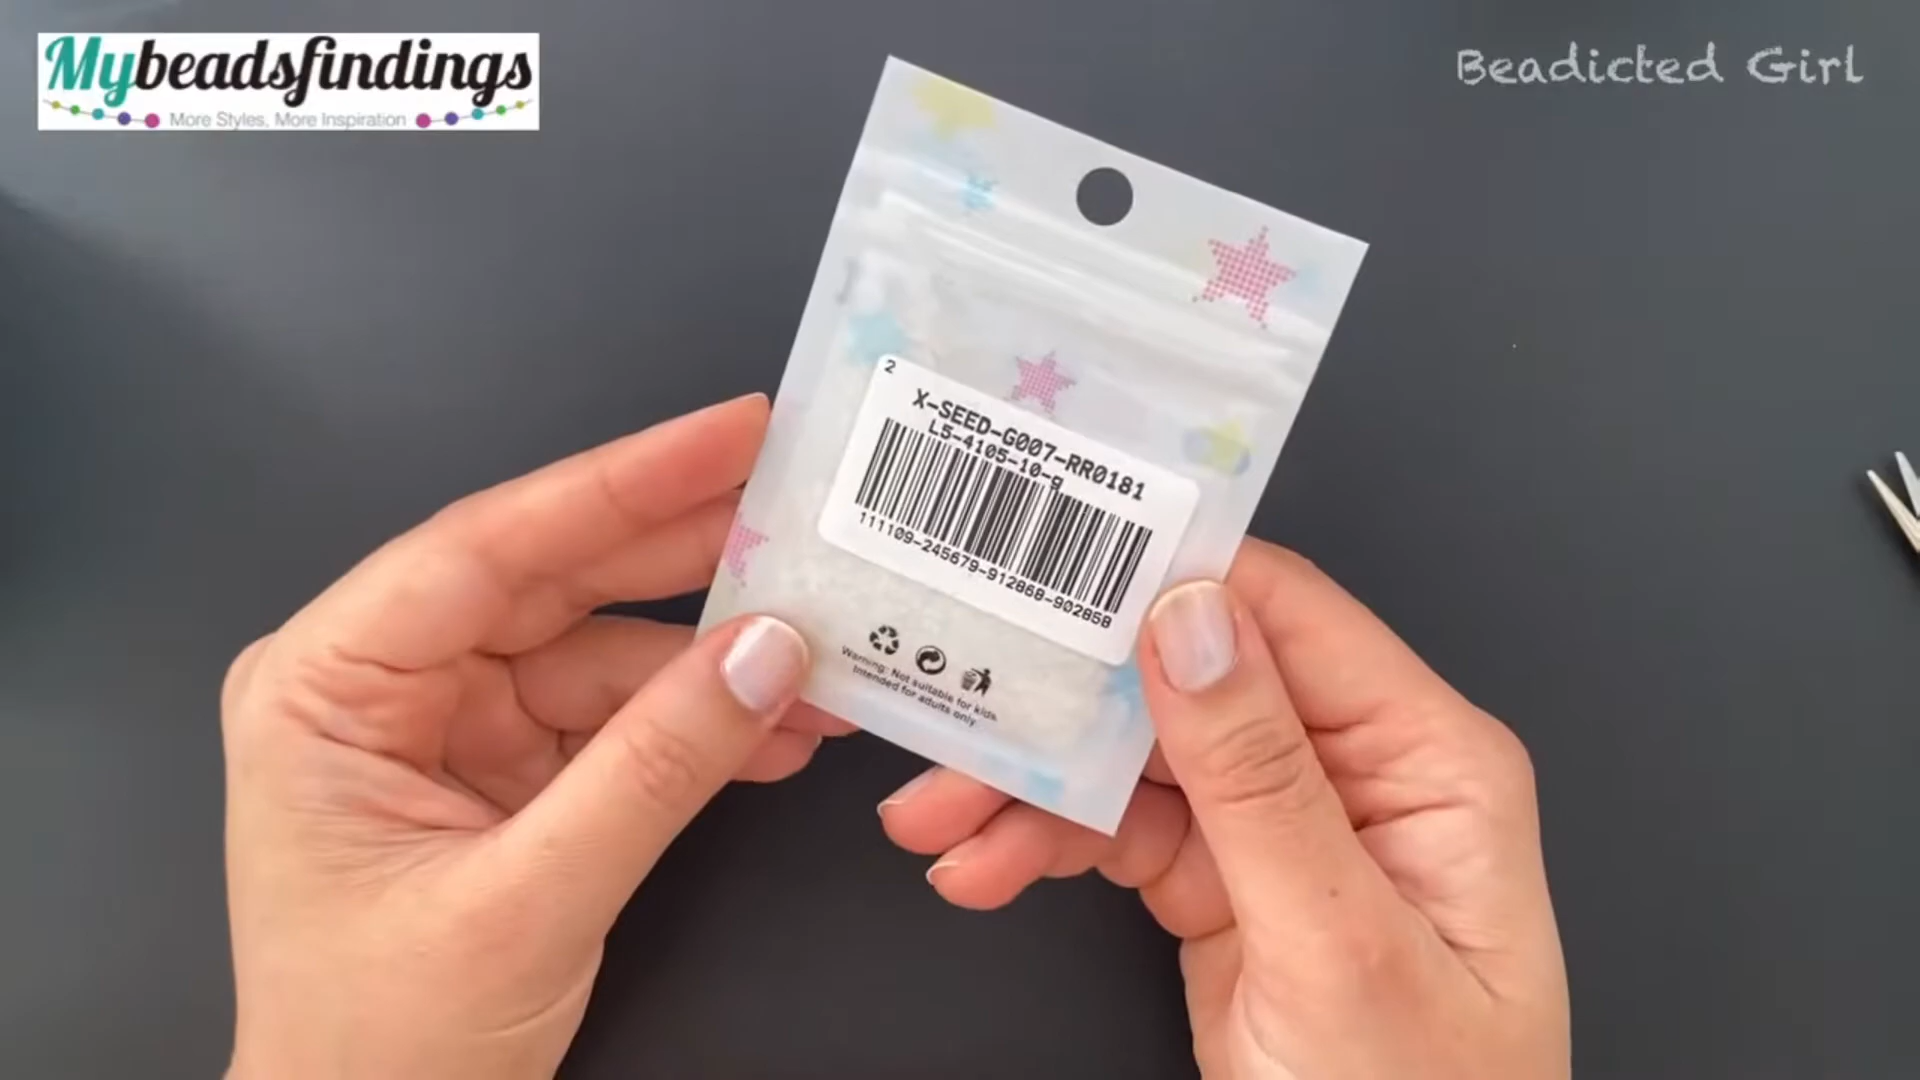 Mybeadsfindings
More Styles, More Inspiration
Beadicted Girl
2
X-SEED-G007-RR0181
L5-4105-10-g
111109-245679-912868-902858
Warning: Not suitable for kids.
Intended for adults only